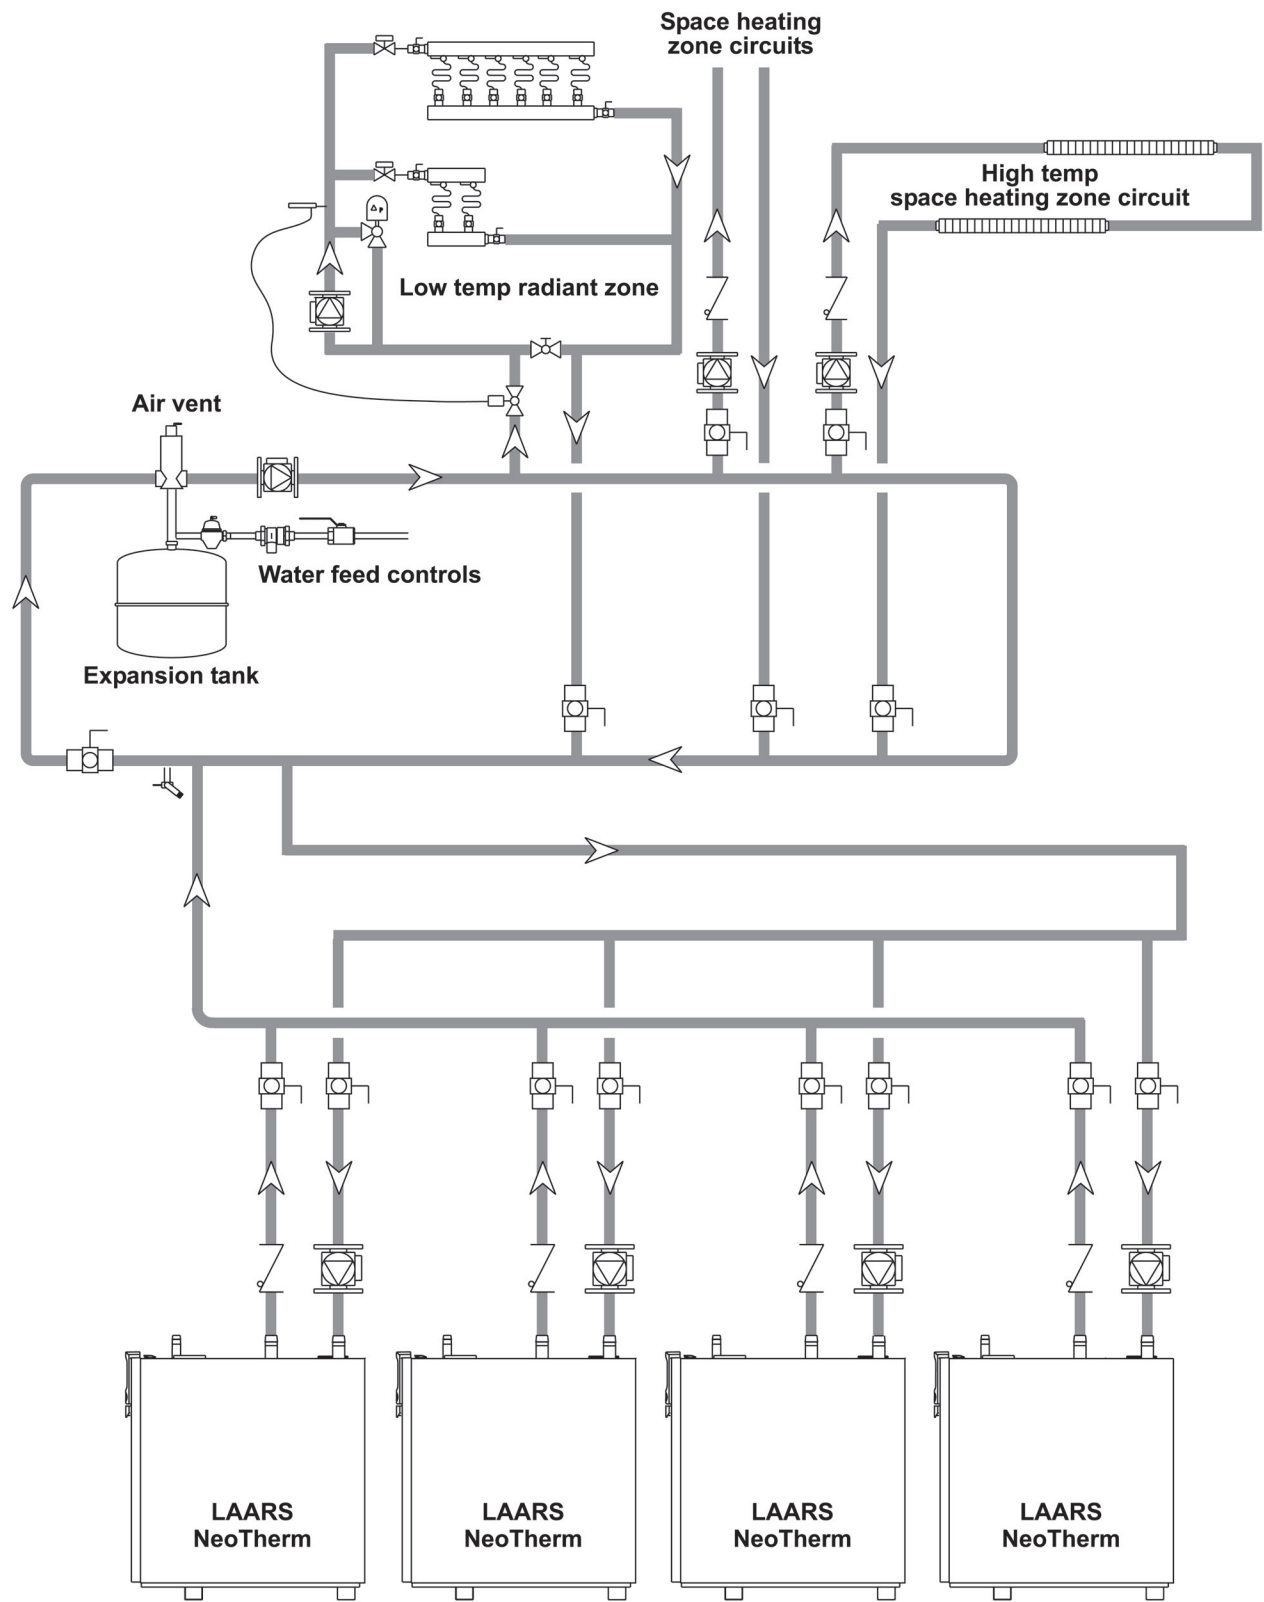 Space heating
zone circuits
High temp
space heating zone circuit
Δ P
Low temp radiant zone
Air vent
Water feed controls
Expansion tank
LAARS
NeoTherm
LAARS
NeoTherm
LAARS
NeoTherm
LAARS
NeoTherm